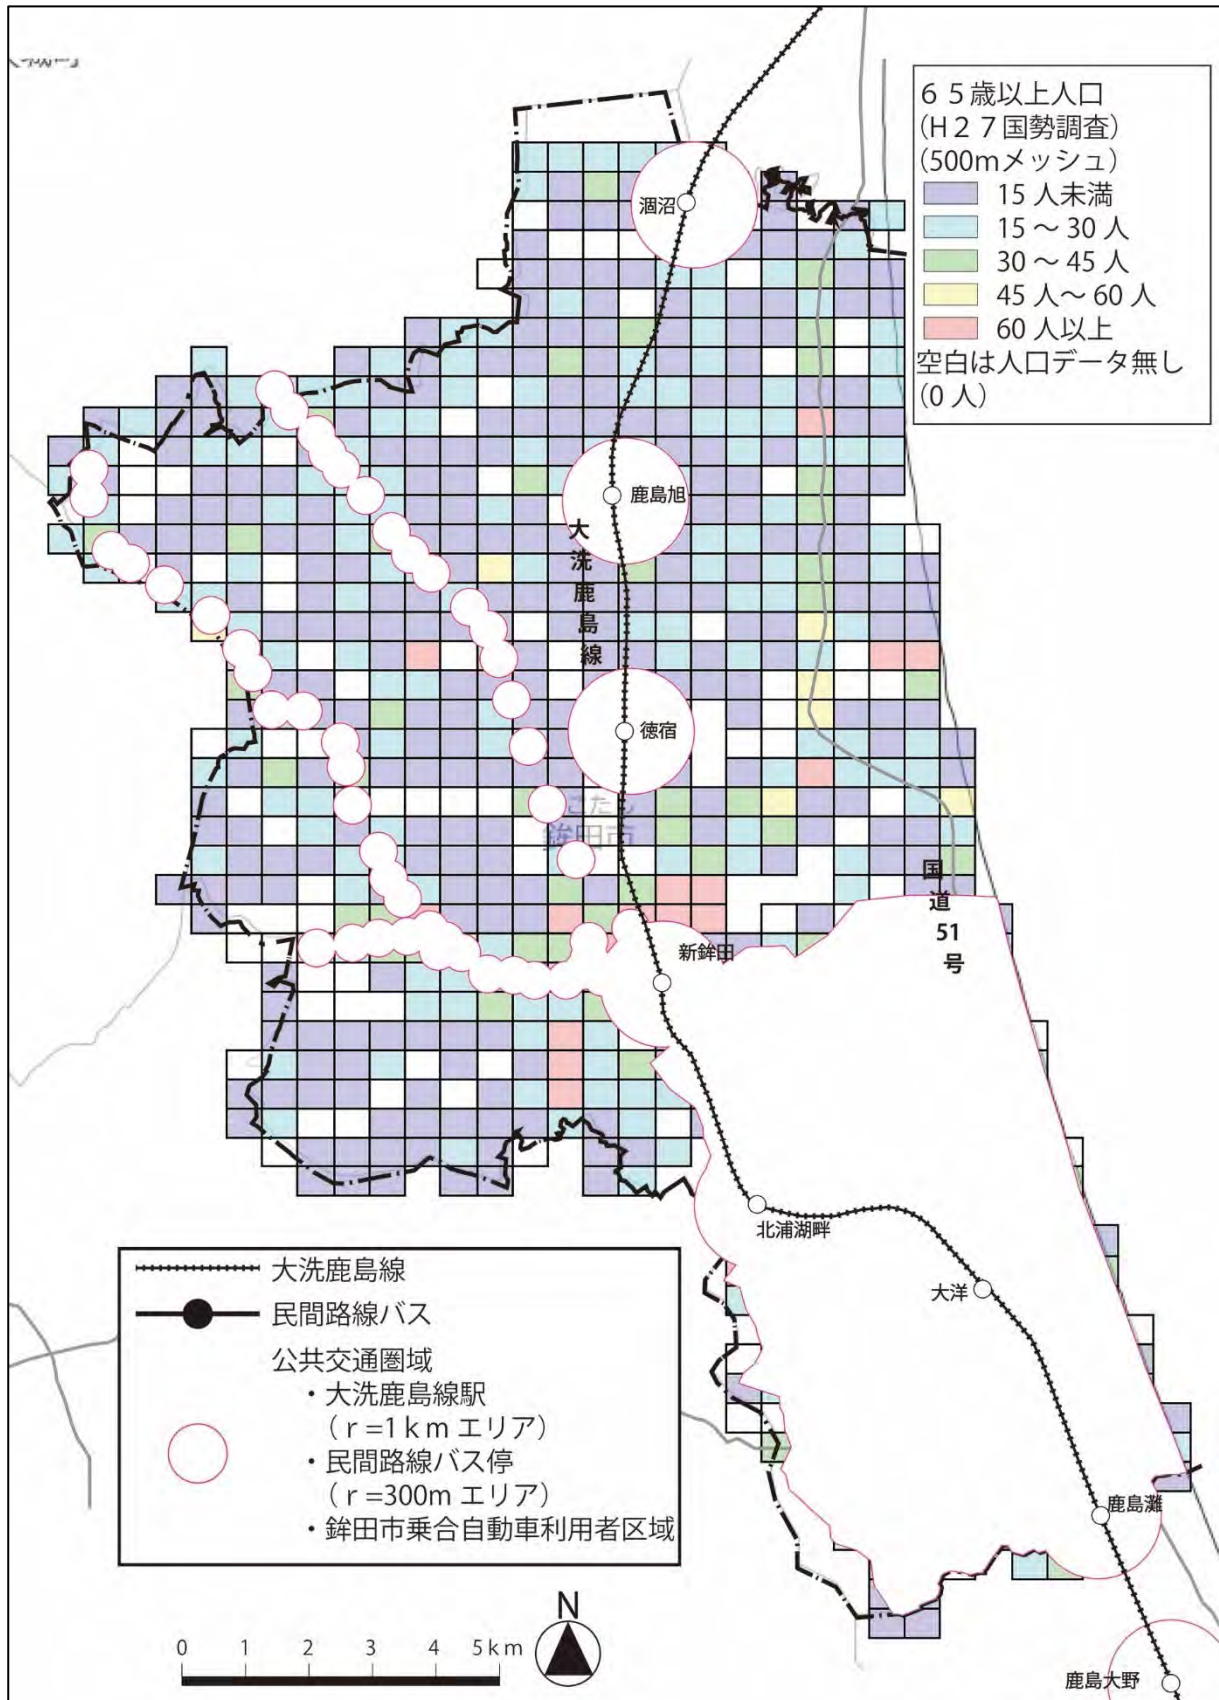 ６５歳以上人口
(H２７国勢調査)
(500mメッシュ)
15 人未満
15 ～ 30 人
30 ～ 45 人
45 人～ 60 人
60 人以上
空白は人口データ無し
(0 人)
涸沼
鹿島旭
大洗鹿島線
徳宿
鉾田市
国道51号
新鉾田
北浦湖畔
大洋
鹿島灘
鹿島大野
大洗鹿島線
民間路線バス
公共交通圏域
・大洗鹿島線駅
（ r =1 k m エリア）
・民間路線バス停
（ r =300m エリア）
・鉾田市乗合自動車利用者区域
0 1 2 3 4 5 k m
N